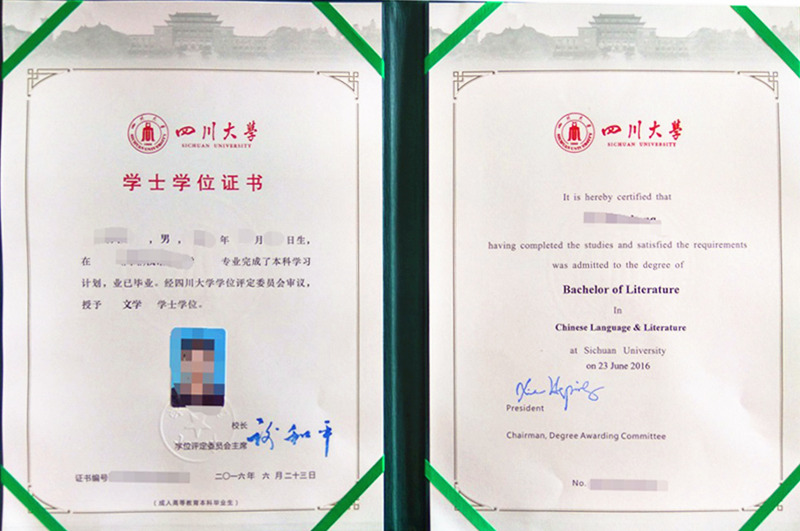 四川大學
SICHUAN UNIVERSITY
学士学位证书
，男，年月日生，
在专业完成了本科学习
计划，业已毕业。经四川大学学位评定委员会审议，
授予 文学 学士学位。
校长
学位评定委员会主席
谢和平
证书编号
二〇一六年 六月二十三日
（成人高等教育本科毕业生）
四川大學
SICHUAN UNIVERSITY
It is hereby certified that
having completed the studies and satisfied the requirements
was admitted to the degree of
Bachelor of Literature
In
Chinese Language & Literature
at Sichuan University
on 23 June 2016
President
Chairman, Degree Awarding Committee
No.